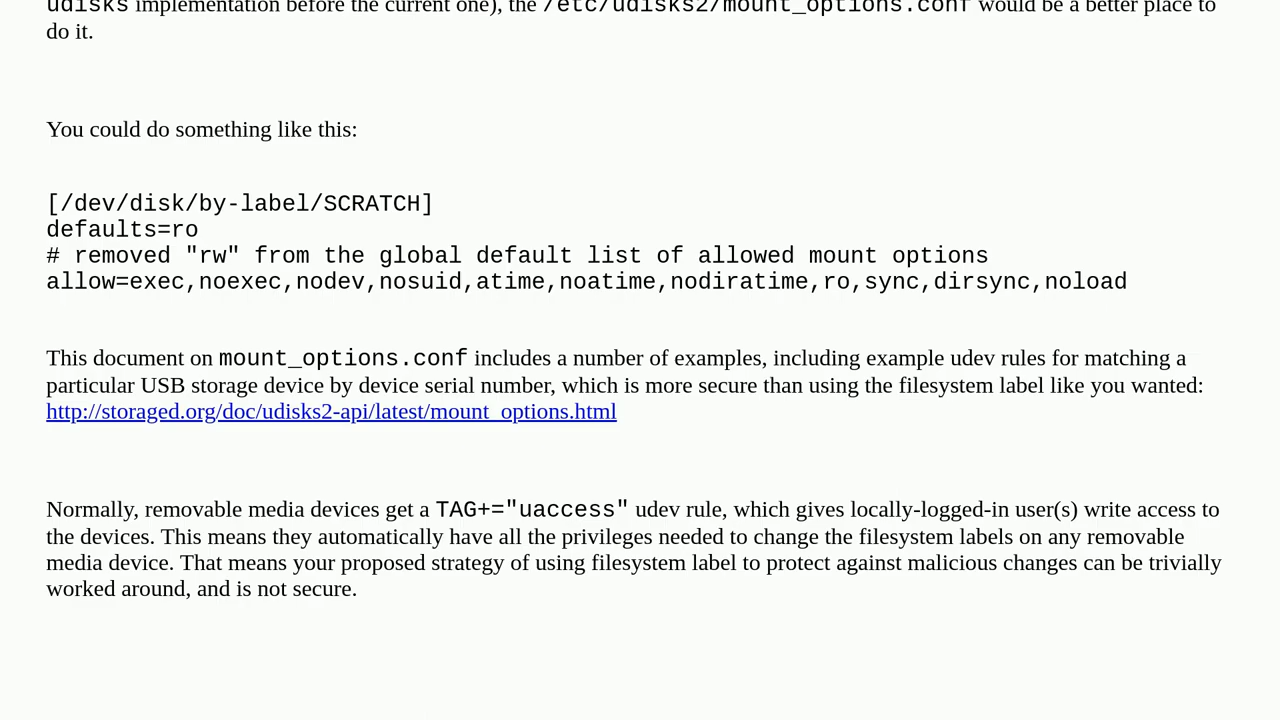 udisks implementation before the current one), the /etc/udisks2/mount_options.conf would be a better place to
do it.
You could do something like this:
[/dev/disk/by-label/SCRATCH]
defaults=ro
# removed "rw" from the global default list of allowed mount options
allow=exec,noexec,nodev,nosuid,atime,noatime,nodiratime,ro,sync,dirsync,noload
This document on mount_options.conf includes a number of examples, including example udev rules for matching a
particular USB storage device by device serial number, which is more secure than using the filesystem label like you wanted:
http://storaged.org/doc/udisks2-api/latest/mount_options.html
Normally, removable media devices get a TAG+="uaccess" udev rule, which gives locally-logged-in user(s) write access to
the devices. This means they automatically have all the privileges needed to change the filesystem labels on any removable
media device. That means your proposed strategy of using filesystem label to protect against malicious changes can be trivially
worked around, and is not secure.